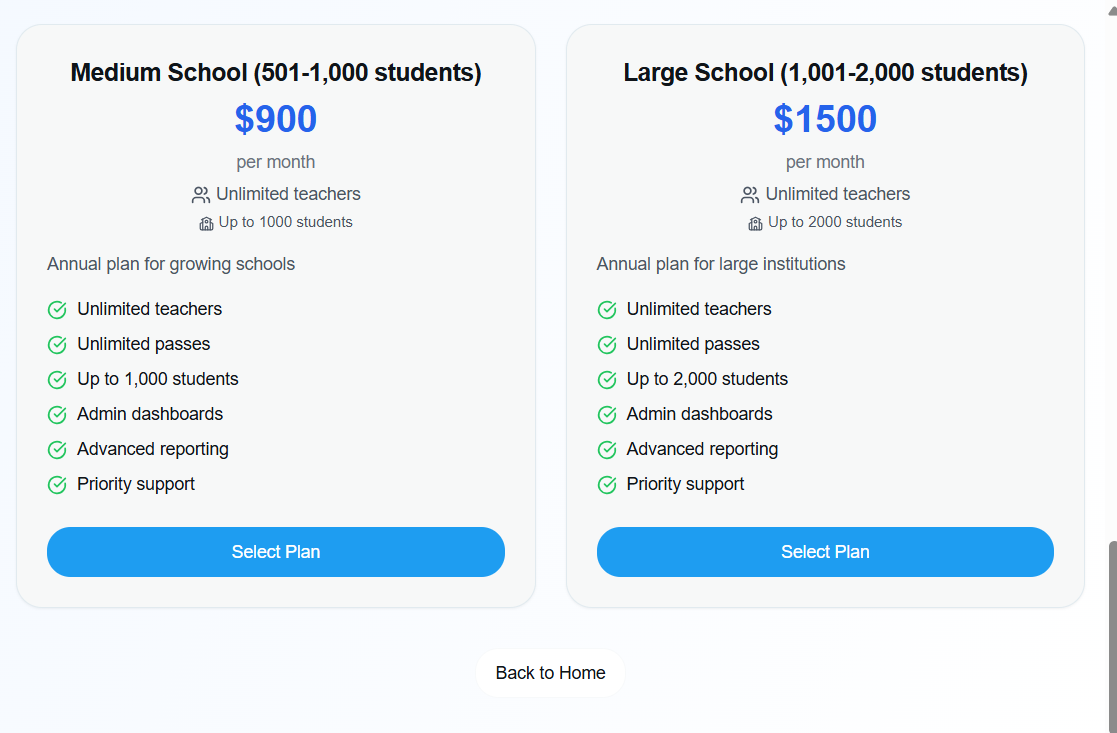 Medium School (501-1,000 students)
$900
per month
Unlimited teachers
Up to 1000 students
Annual plan for growing schools
Unlimited teachers
Unlimited passes
Up to 1,000 students
Admin dashboards
Advanced reporting
Priority support
Select Plan
Large School (1,001-2,000 students)
$1500
per month
Unlimited teachers
Up to 2000 students
Annual plan for large institutions
Unlimited teachers
Unlimited passes
Up to 2,000 students
Admin dashboards
Advanced reporting
Priority support
Select Plan
Back to Home